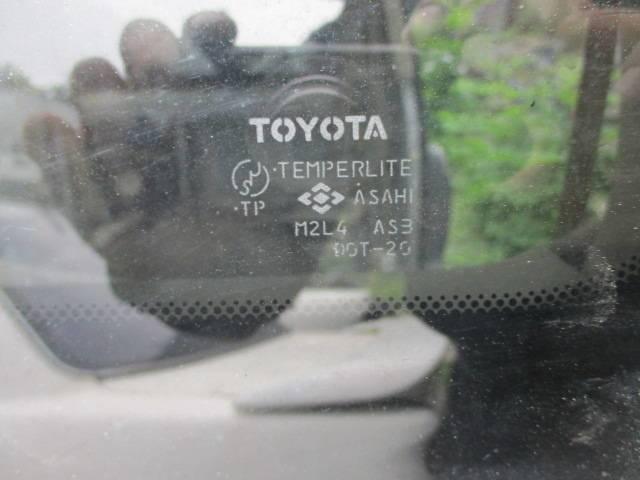 TOYOTA
TEMPERLITE
ASAHI
TP
M2L4 AS3
DOT-20